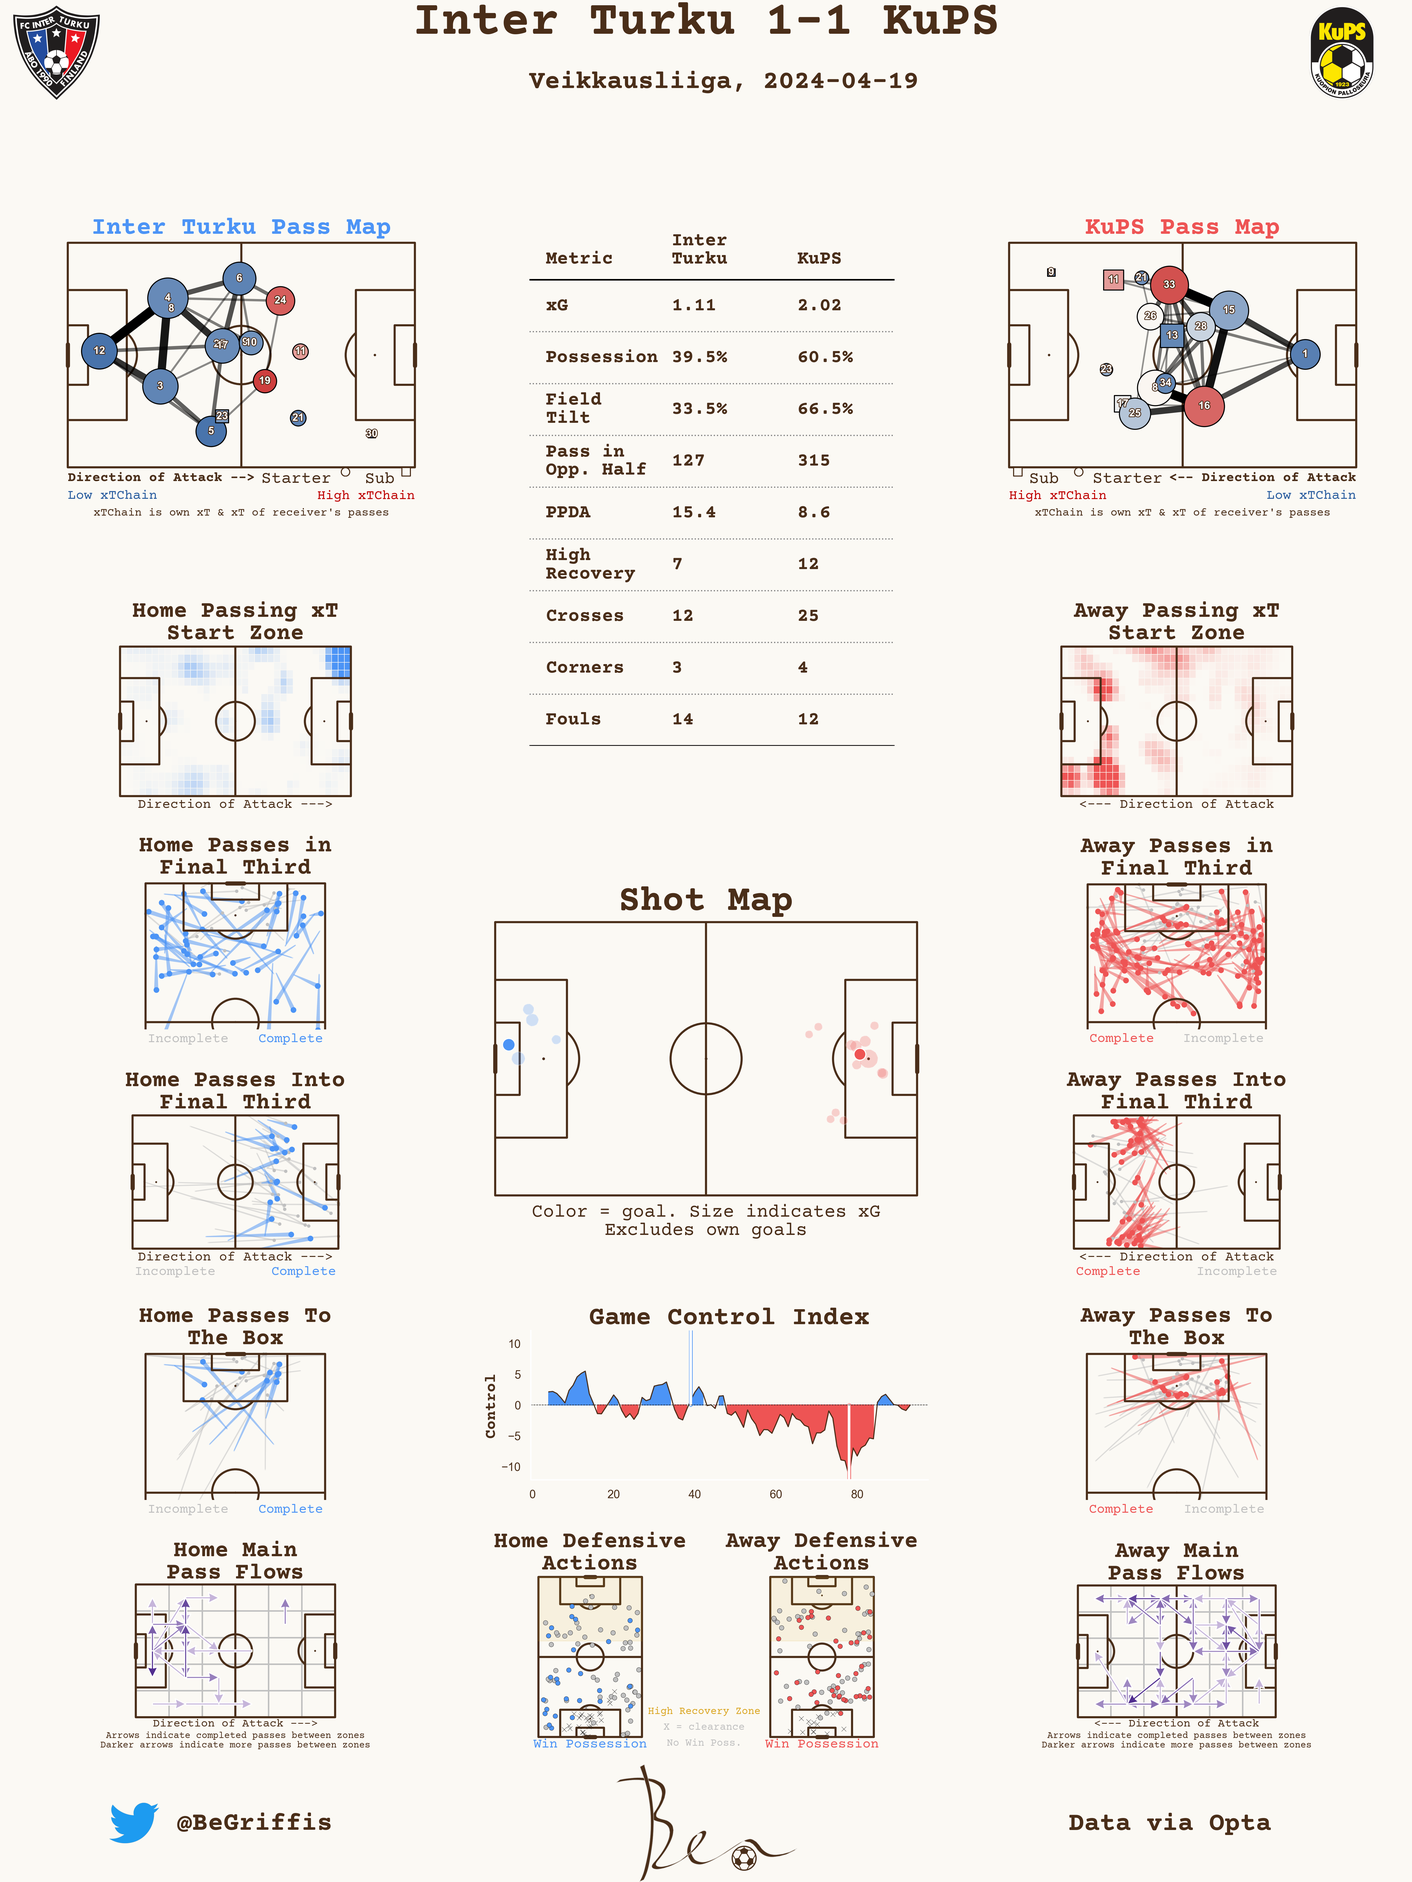 Inter Turku 1-1 KuPS
Veikkausliiga, 2024-04-19
FC INTER TURKU
ÅBO 1990 FINLAND
KuPS
1923
KUOPION PALLOSEURA
Inter Turku Pass Map
12
4
8
3
6
5
17
10
24
11
19
23
21
30
Direction of Attack --> Starter Sub
Low xTChain High xTChain
xTChain is own xT & xT of receiver's passes
Metric Inter Turku KuPS
xG 1.11 2.02
Possession 39.5% 60.5%
Field Tilt 33.5% 66.5%
Pass in Opp. Half 127 315
PPDA 15.4 8.6
High Recovery 7 12
Crosses 12 25
Corners 3 4
Fouls 14 12
KuPS Pass Map
9
11
21
33
26
15
28
13
1
23
8
34
25
16
Sub Starter <-- Direction of Attack
High xTChain Low xTChain
xTChain is own xT & xT of receiver's passes
Home Passing xT
Start Zone
Direction of Attack --->
Away Passing xT
Start Zone
<--- Direction of Attack
Home Passes in
Final Third
Incomplete Complete
Away Passes in
Final Third
Complete Incomplete
Shot Map
Color = goal. Size indicates xG
Excludes own goals
Home Passes Into
Final Third
Direction of Attack --->
Incomplete Complete
Away Passes Into
Final Third
<--- Direction of Attack
Complete Incomplete
Home Passes To
The Box
Incomplete Complete
Game Control Index
Control
10
5
0
−5
−10
0 20 40 60 80
Away Passes To
The Box
Complete Incomplete
Home Main
Pass Flows
Direction of Attack --->
Arrows indicate completed passes between zones
Darker arrows indicate more passes between zones
Home Defensive
Actions
Win Possession
Away Defensive
Actions
Win Possession
High Recovery Zone
X = clearance
No Win Poss.
Away Main
Pass Flows
<--- Direction of Attack
Arrows indicate completed passes between zones
Darker arrows indicate more passes between zones
@BeGriffis
Ben
Data via Opta